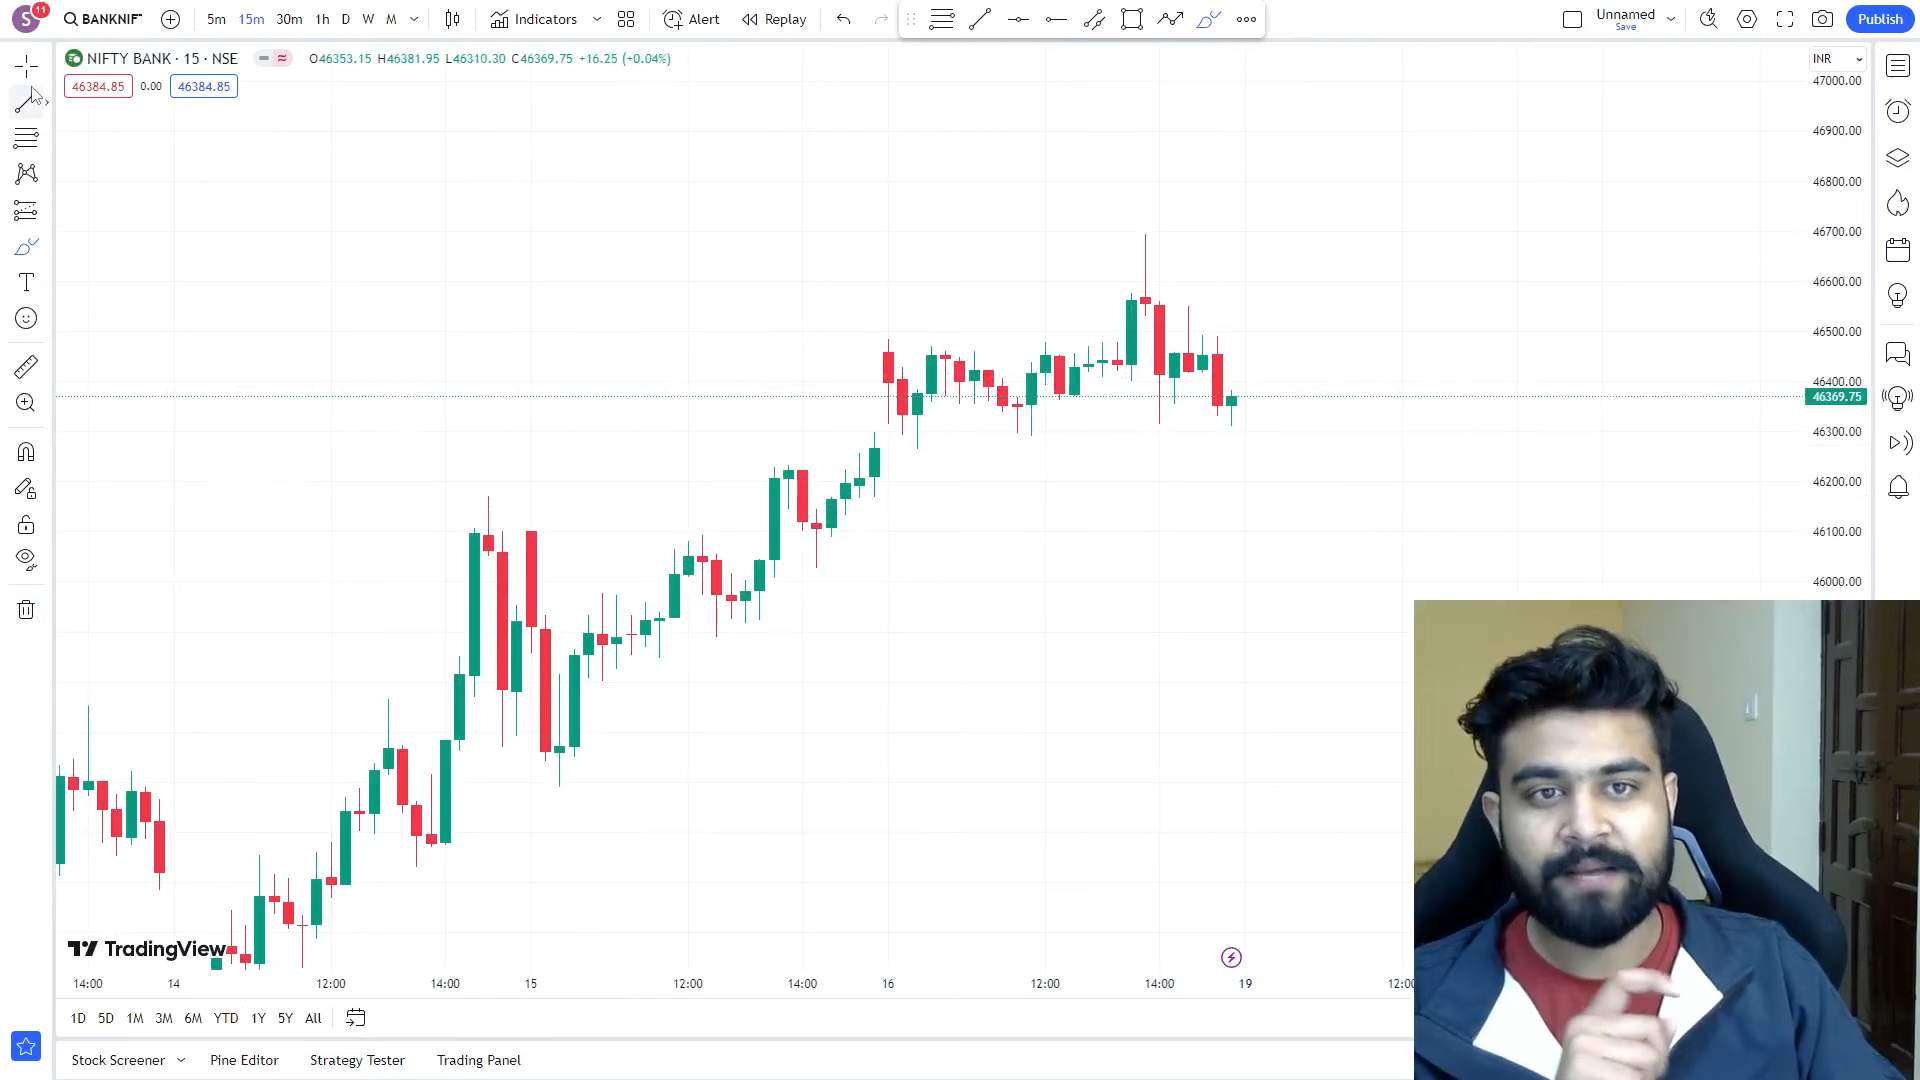 S 11 BANKNIF 5m 15m 30m 1h D W M Indicators Alert Replay Unnamed Save Publish
NIFTY BANK · 15 · NSE O46353.15 H46381.95 L46310.30 C46369.75 +16.25 (+0.04%) INR
46384.85 0.00 46384.85
47000.00
46900.00
46800.00
46700.00
46600.00
46500.00
46400.00
46369.75
46300.00
46200.00
46100.00
46000.00
TradingView
14:00 14 12:00 14:00 15 12:00 14:00 16 12:00 14:00 19 12:00
1D 5D 1M 3M 6M YTD 1Y 5Y All
Stock Screener Pine Editor Strategy Tester Trading Panel